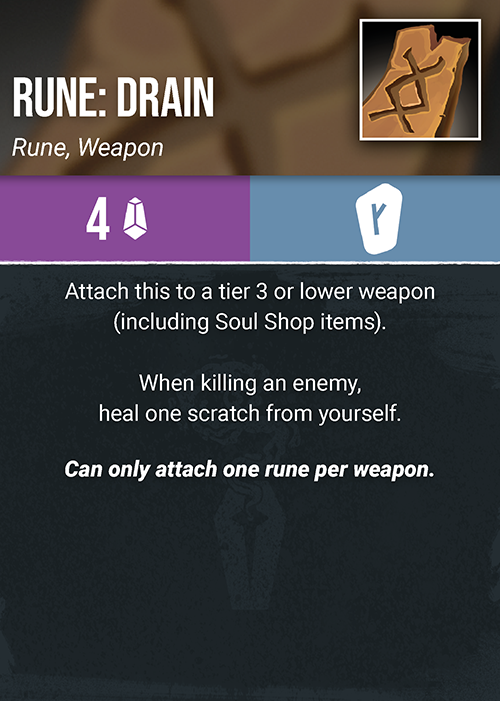 RUNE: DRAIN
Rune, Weapon
4
Attach this to a tier 3 or lower weapon
(including Soul Shop items).
When killing an enemy,
heal one scratch from yourself.
Can only attach one rune per weapon.